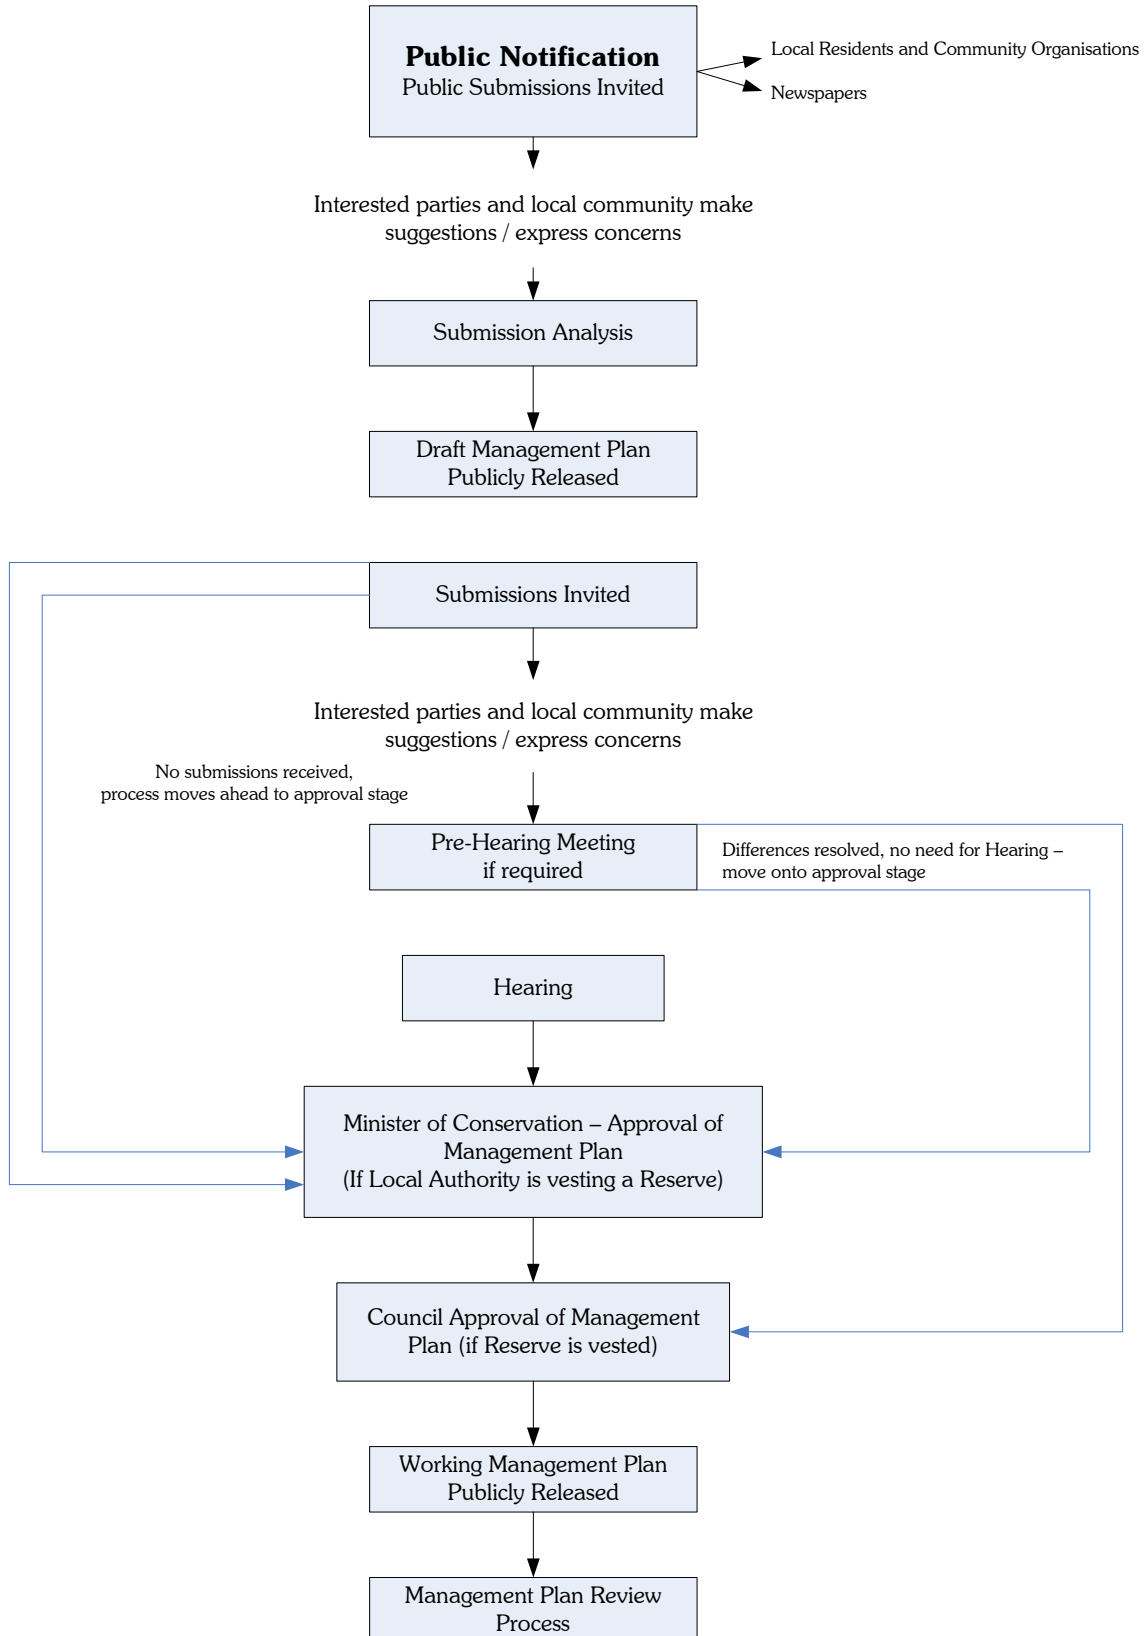 Public Notification
Public Submissions Invited
Local Residents and Community Organisations
Newspapers
Interested parties and local community make
suggestions / express concerns
Submission Analysis
Draft Management Plan
Publicly Released
Submissions Invited
Interested parties and local community make
suggestions / express concerns
No submissions received,
process moves ahead to approval stage
Pre-Hearing Meeting
if required
Differences resolved, no need for Hearing –
move onto approval stage
Hearing
Minister of Conservation – Approval of
Management Plan
(If Local Authority is vesting a Reserve)
Council Approval of Management
Plan (if Reserve is vested)
Working Management Plan
Publicly Released
Management Plan Review
Process